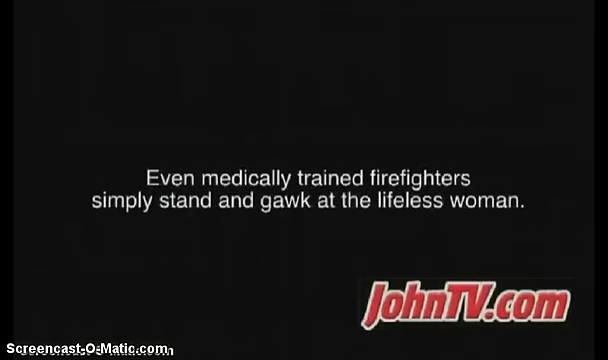 Even medically trained firefighters
simply stand and gawk at the lifeless woman.
JohnTV.com
Screencast-O-Matic.com